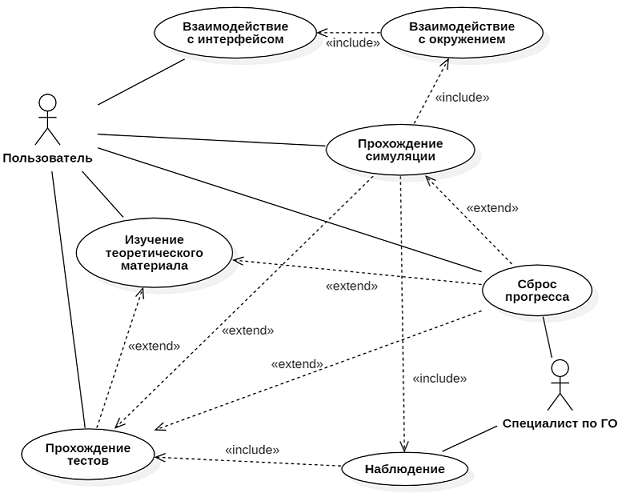 Взаимодействие
с интерфейсом
«include»
Взаимодействие
с окружением
«include»
Пользователь
Прохождение
симуляции
«extend»
Изучение
теоретического
материала
«extend»
Сброс
прогресса
«extend»
«extend»
«extend»
«include»
Специалист по ГО
Прохождение
тестов
«include»
Наблюдение